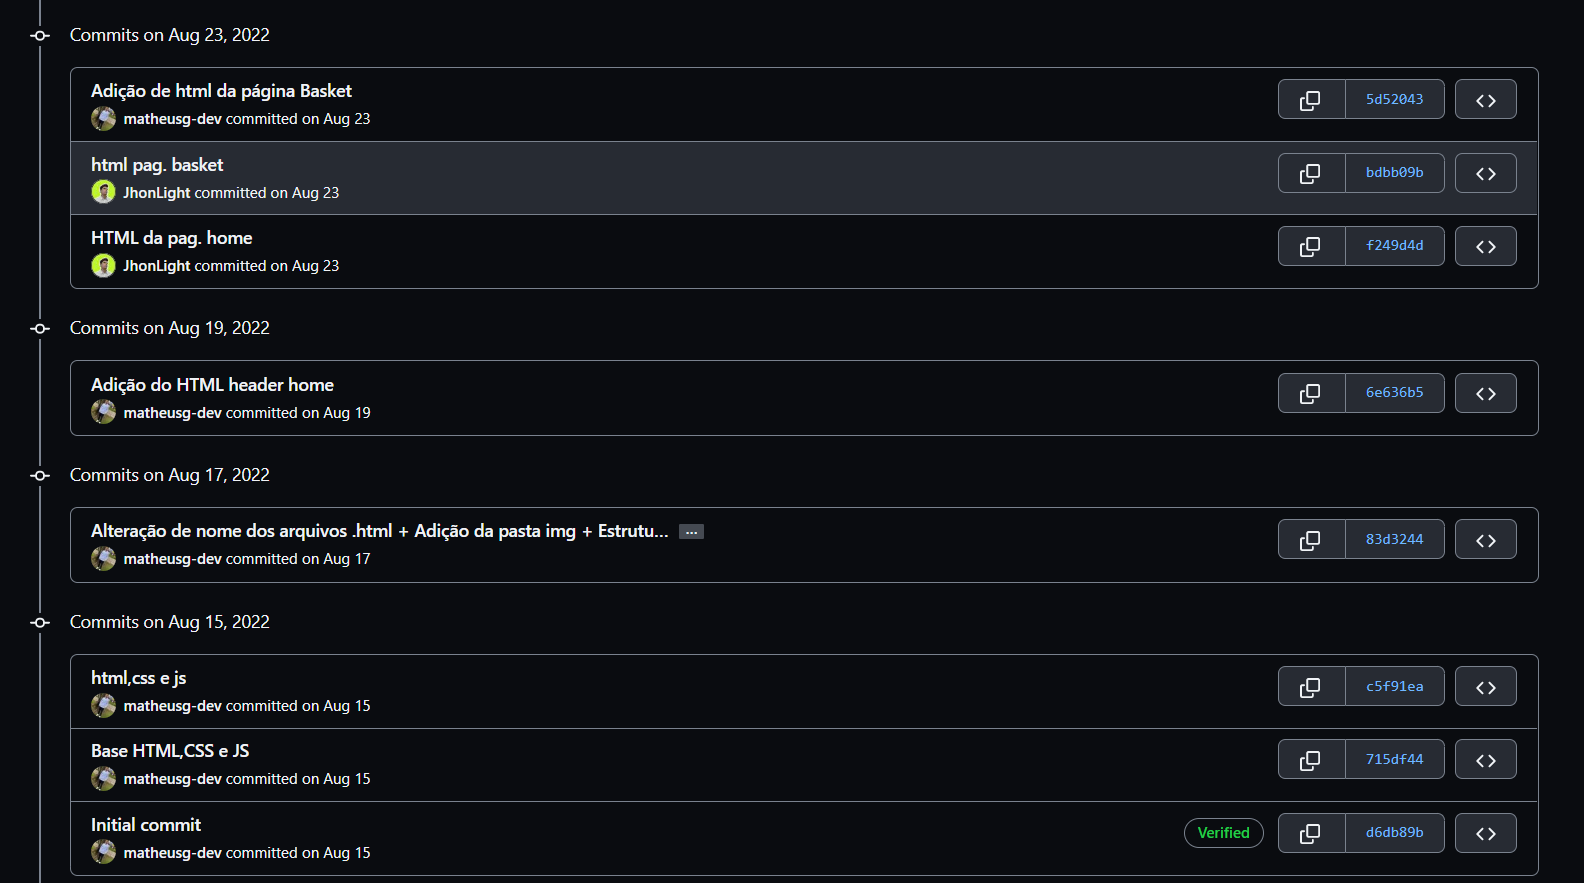 Commits on Aug 23, 2022
Adição de html da página Basket
5d52043
matheusg-dev committed on Aug 23
html pag. basket
bdbb09b
JhonLight committed on Aug 23
HTML da pag. home
f249d4d
JhonLight committed on Aug 23
Commits on Aug 19, 2022
Adição do HTML header home
6e636b5
matheusg-dev committed on Aug 19
Commits on Aug 17, 2022
Alteração de nome dos arquivos .html + Adição da pasta img + Estrutu... ...
83d3244
matheusg-dev committed on Aug 17
Commits on Aug 15, 2022
html,css e js
c5f91ea
matheusg-dev committed on Aug 15
Base HTML,CSS e JS
715df44
matheusg-dev committed on Aug 15
Initial commit
Verified
d6db89b
matheusg-dev committed on Aug 15